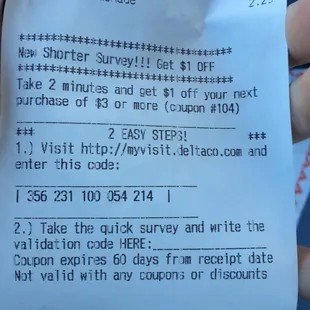 2.29
************************************
New Shorter Survey!!! Get $1 OFF
************************************
Take 2 minutes and get $1 off your next
purchase of $3 or more (coupon #104)
*** 2 EASY STEPS! ***
1.) Visit http://myvisit.deltaco.com and
enter this code:
| 356 231 100 054 214 |
2.) Take the quick survey and write the
validation code HERE:____________________
Coupon expires 60 days from receipt date
Not valid with any coupons or discounts